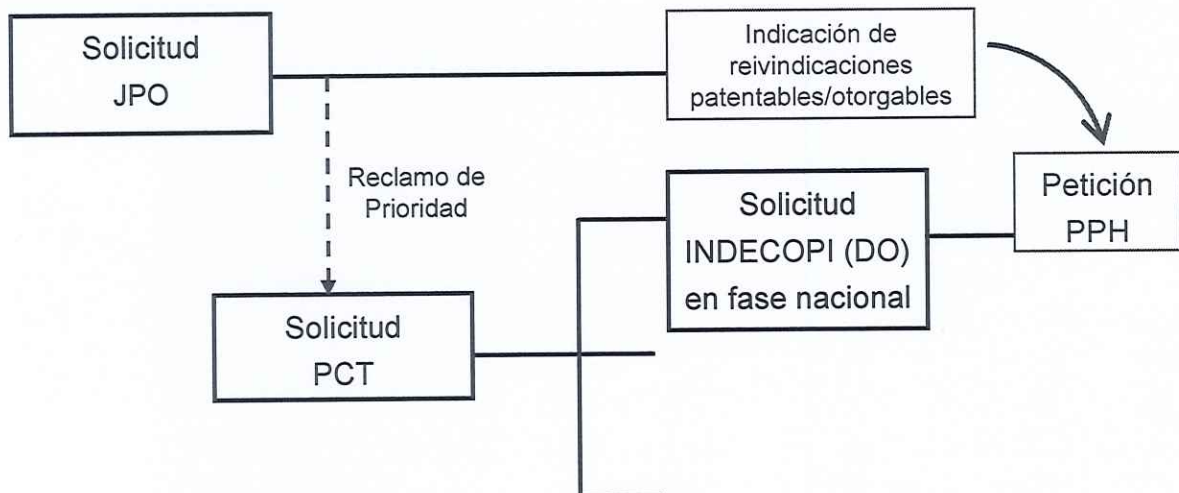 Solicitud
JPO
Indicación de
reivindicaciones
patentables/otorgables
Reclamo de
Prioridad
Solicitud
INDECOPI (DO)
en fase nacional
Petición
PPH
Solicitud
PCT